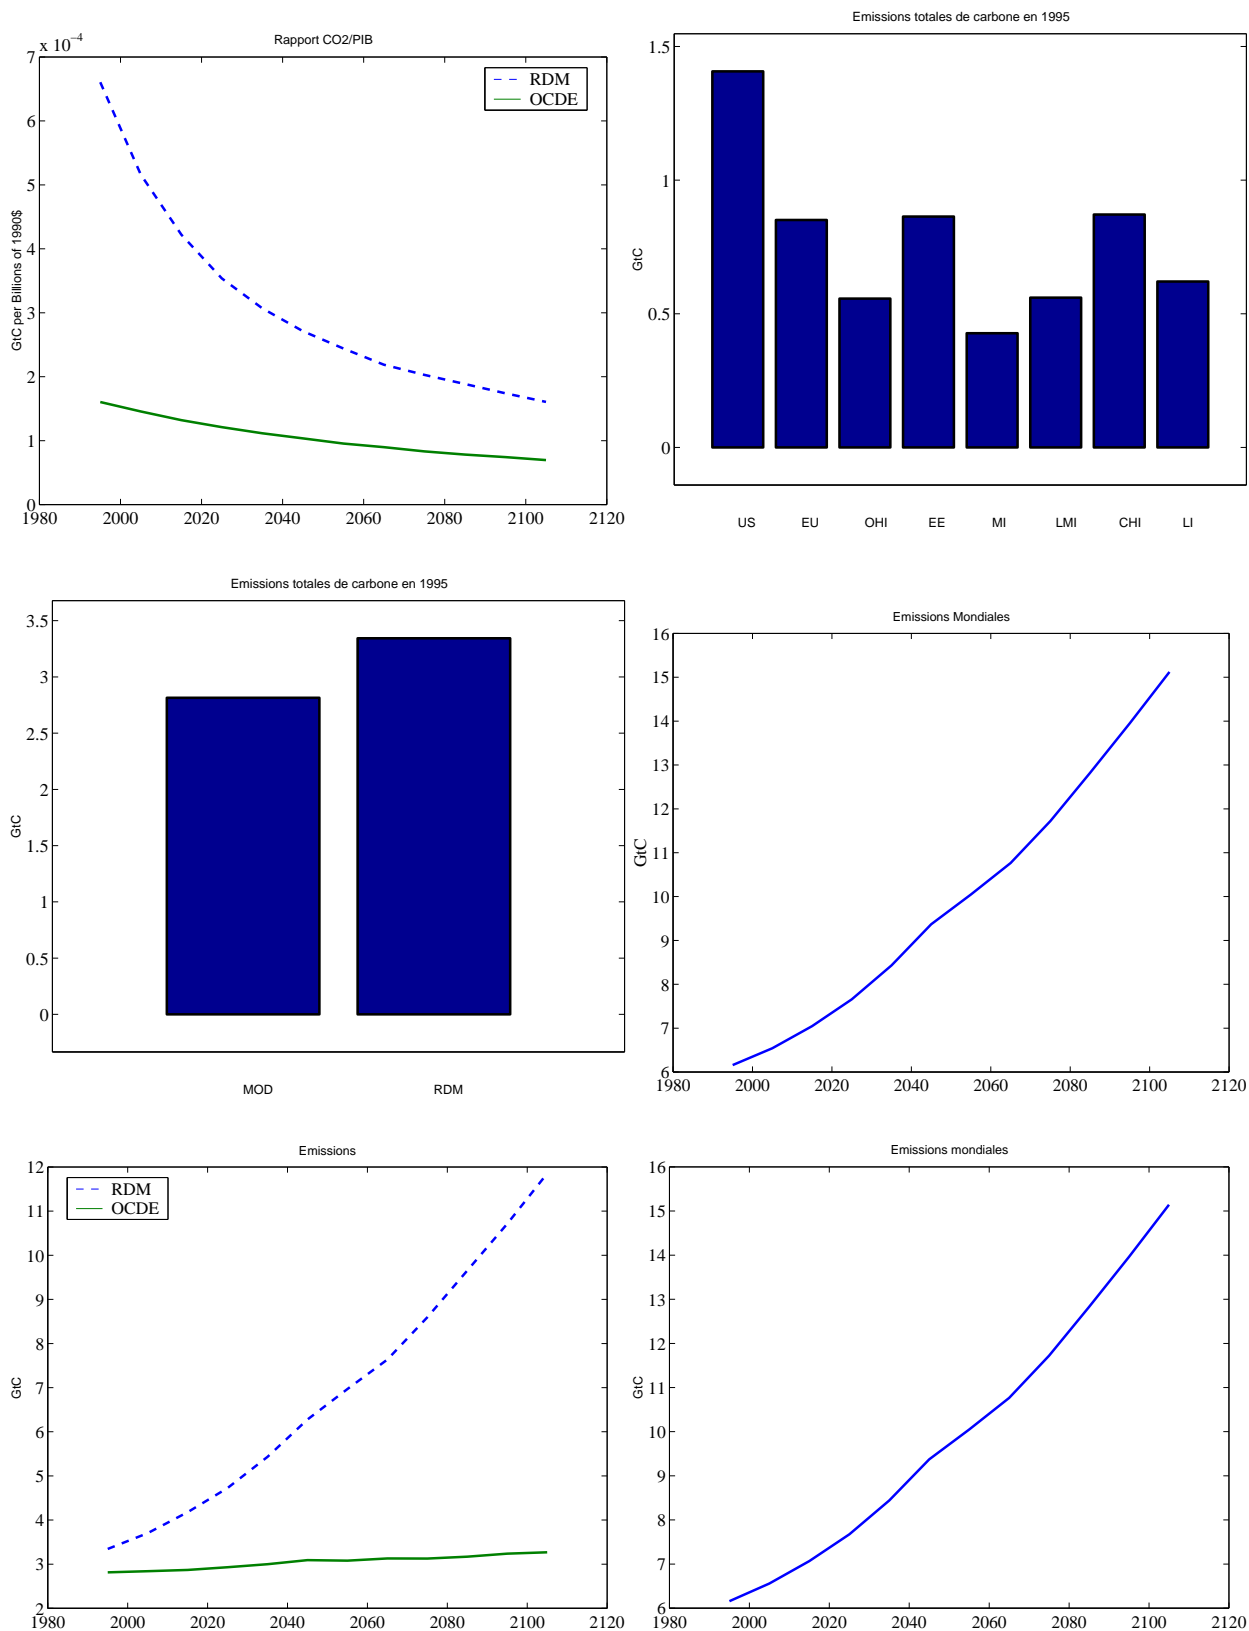 Rapport CO2/PIB
x 10−4
7
6
5
4
3
2
1
0
GtC per Billions of 1990$
RDM
OCDE
1980 2000 2020 2040 2060 2080 2100 2120
Emissions totales de carbone en 1995
1.5
1
0.5
0
GtC
US EU OHI EE MI LMI CHI LI
Emissions totales de carbone en 1995
3.5
3
2.5
2
1.5
1
0.5
0
GtC
MOD RDM
Emissions Mondiales
16
15
14
13
12
11
10
9
8
7
6
GtC
1980 2000 2020 2040 2060 2080 2100 2120
Emissions
12
11
10
9
8
7
6
5
4
3
2
GtC
RDM
OCDE
1980 2000 2020 2040 2060 2080 2100 2120
Emissions mondiales
16
15
14
13
12
11
10
9
8
7
6
GtC
1980 2000 2020 2040 2060 2080 2100 2120